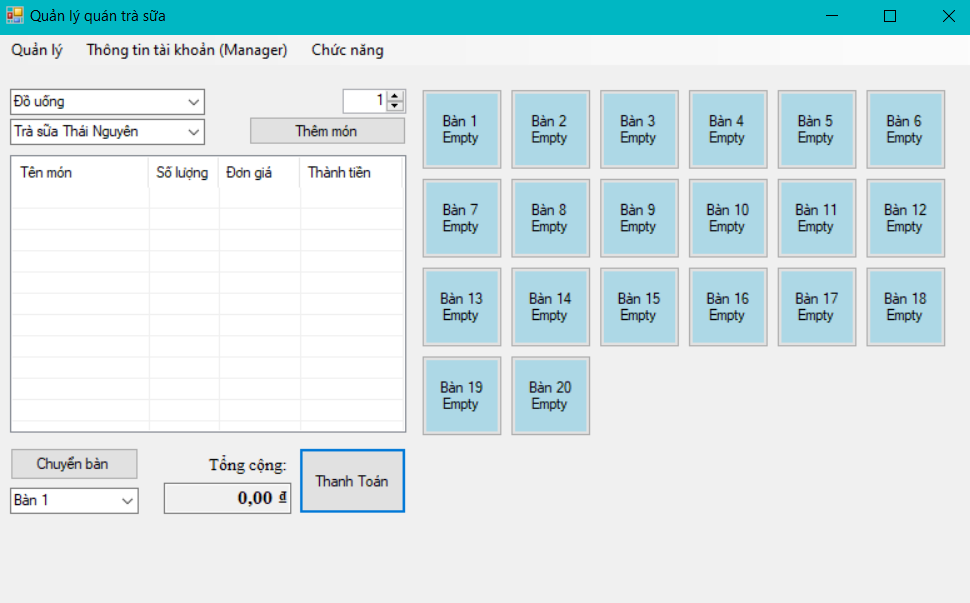 Quản lý quán trà sữa
Quản lý Thông tin tài khoản (Manager) Chức năng
Đồ uống
1
Trà sữa Thái Nguyên
Thêm món
Tên món Số lượng Đơn giá Thành tiền
Bàn 1
Empty
Bàn 2
Empty
Bàn 3
Empty
Bàn 4
Empty
Bàn 5
Empty
Bàn 6
Empty
Bàn 7
Empty
Bàn 8
Empty
Bàn 9
Empty
Bàn 10
Empty
Bàn 11
Empty
Bàn 12
Empty
Bàn 13
Empty
Bàn 14
Empty
Bàn 15
Empty
Bàn 16
Empty
Bàn 17
Empty
Bàn 18
Empty
Bàn 19
Empty
Bàn 20
Empty
Chuyển bàn
Bàn 1
Tổng cộng:
0,00 ₫
Thanh Toán